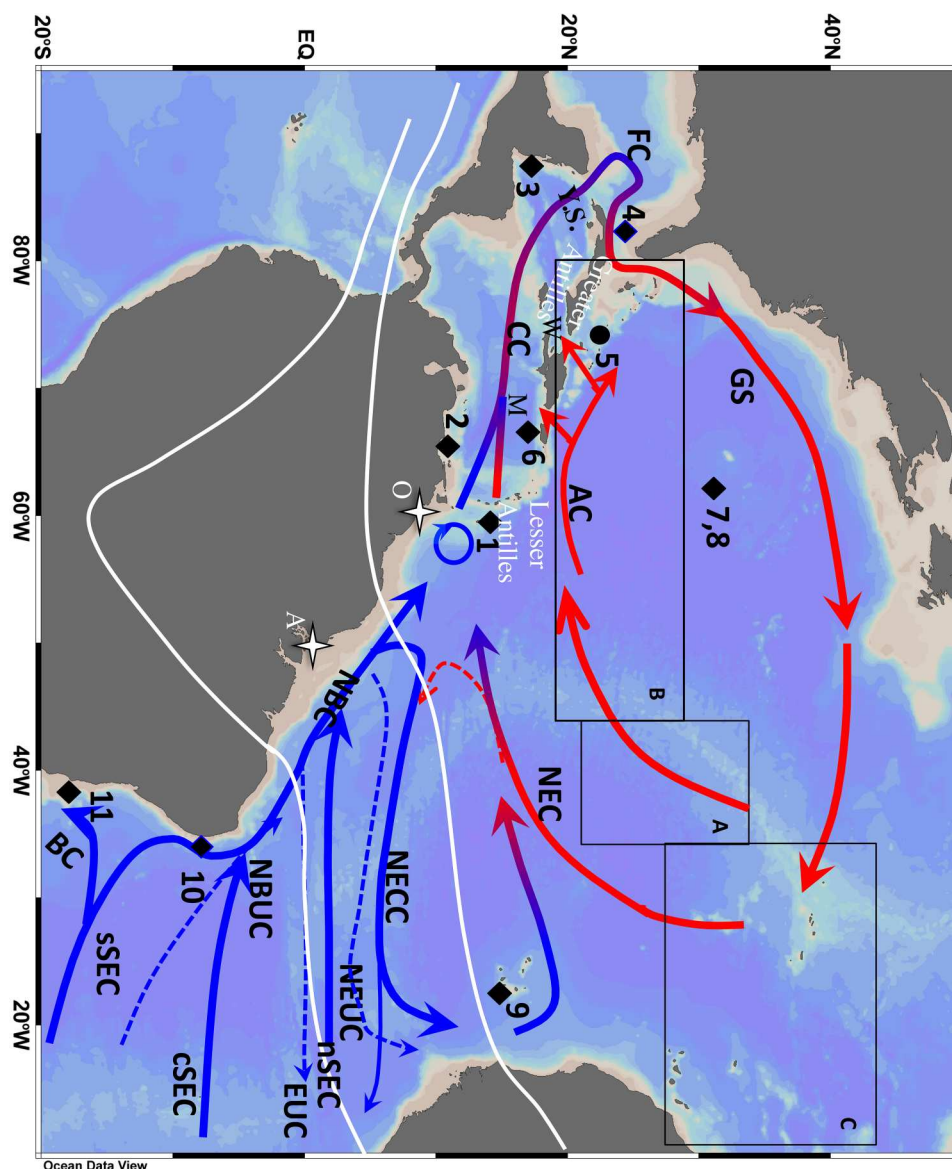 20°S
EQ
20°N
40°N
80°W
60°W
40°W
20°W
FC
4
3
Y.S.
Greater
Antilles
W
5
CC
GS
M
2
6
7,8
AC
O
1
Lesser
Antilles
B
A
NBC
A
NEC
11
BC
10
NBUC
NECC
sSEC
NEUC
9
C
nSEC
cSEC
EUC
Ocean Data View